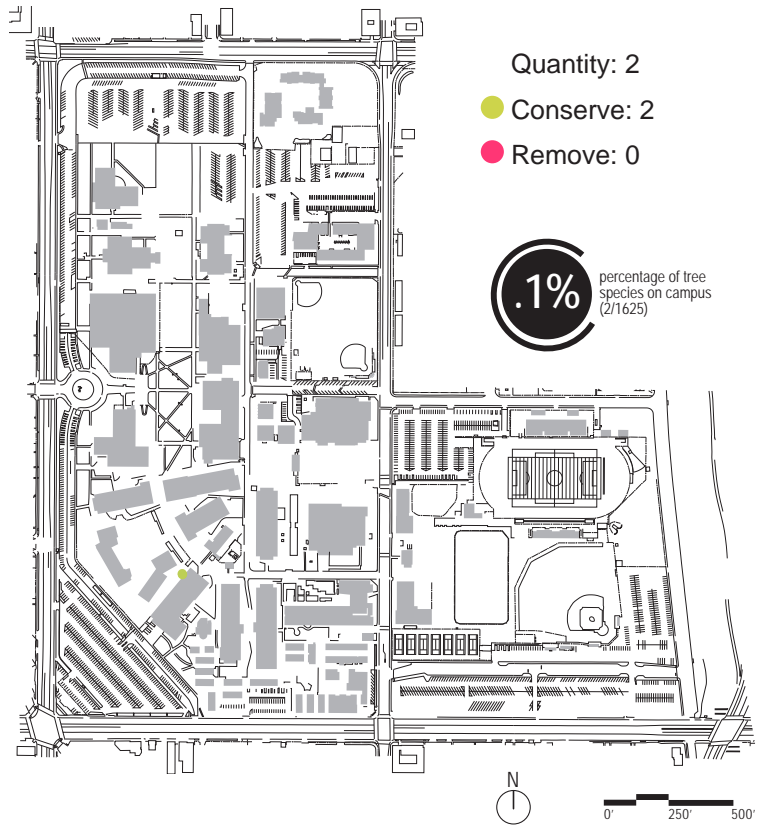 Quantity: 2
Conserve: 2
Remove: 0
.1%
percentage of tree
species on campus
(2/1625)
N
0' 250' 500'